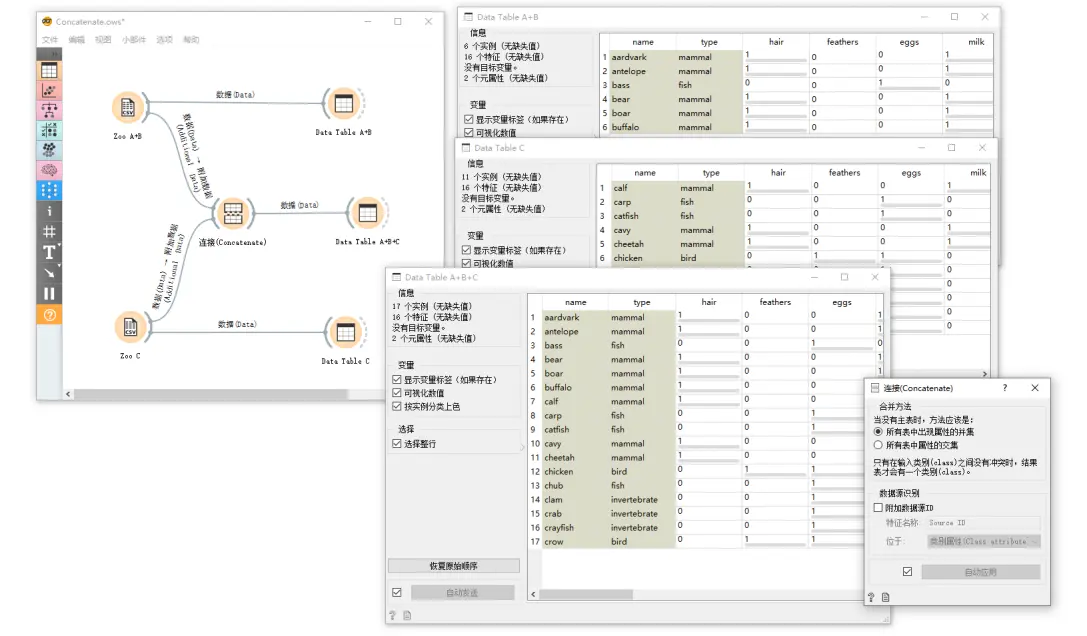 Concatenate.ows*
文件 编辑 视图 小部件 选项 帮助
数据(Data)
Zoo A+B
Data Table A+B
数据(Data) → 附加数据
(Additional Data)
数据(Data)
连接(Concatenate)
Data Table A+B+C
数据(Data) → 附加数据
(Additional Data)
数据(Data)
Zoo C
Data Table C
Data Table A+B
信息
6 个实例 (无缺失值)
16 个特征 (无缺失值)
没有目标变量。
2 个元属性 (无缺失值)
变量
显示变量标签 (如果存在)
可视化数值
name type hair feathers eggs milk
1 aardvark mammal 1 0 0 1
2 antelope mammal 1 0 0 1
3 bass fish 0 0 1 0
4 bear mammal 1 0 0 1
5 boar mammal 1 0 0 1
6 buffalo mammal 1 0 0 1
Data Table C
信息
11 个实例 (无缺失值)
16 个特征 (无缺失值)
没有目标变量。
2 个元属性 (无缺失值)
变量
显示变量标签 (如果存在)
可视化数值
name type hair feathers eggs milk
1 calf mammal 1 0 0 1
2 carp fish 0 0 1 0
3 catfish fish 0 0 1 0
4 cavy mammal 1 0 0 1
5 cheetah mammal 1 0 0 1
6 chicken bird 0 1 1 0
0
0
0
0
0
Data Table A+B+C
信息
17 个实例 (无缺失值)
16 个特征 (无缺失值)
没有目标变量。
2 个元属性 (无缺失值)
变量
显示变量标签 (如果存在)
可视化数值
按实例分类上色
选择
选择整行
恢复原始顺序
自动发送
name type hair feathers eggs
1 aardvark mammal 1 0 0 1
2 antelope mammal 1 0 0 1
3 bass fish 0 0 1 0
4 bear mammal 1 0 0 1
5 boar mammal 1 0 0 1
6 buffalo mammal 1 0 0 1
7 calf mammal 1 0 0 1
8 carp fish 0 0 1
9 catfish fish 0 0 1
10 cavy mammal 1 0 0
11 cheetah mammal 1 0 0
12 chicken bird 0 1 1
13 chub fish 0 0 1
14 clam invertebrate 0 0 1
15 crab invertebrate 0 0 1
16 crayfish invertebrate 0 0 1
17 crow bird 0 1 1
连接(Concatenate)
合并方法
当没有主表时，方法应该是:
所有表中出现属性的并集
所有表中属性的交集
只有在输入类别(class)之间没有冲突时，结果
表才会有一个类别(class)。
数据源识别
附加数据源ID
特征名称: Source ID
位于: 类别属性(Class attribute
自动应用